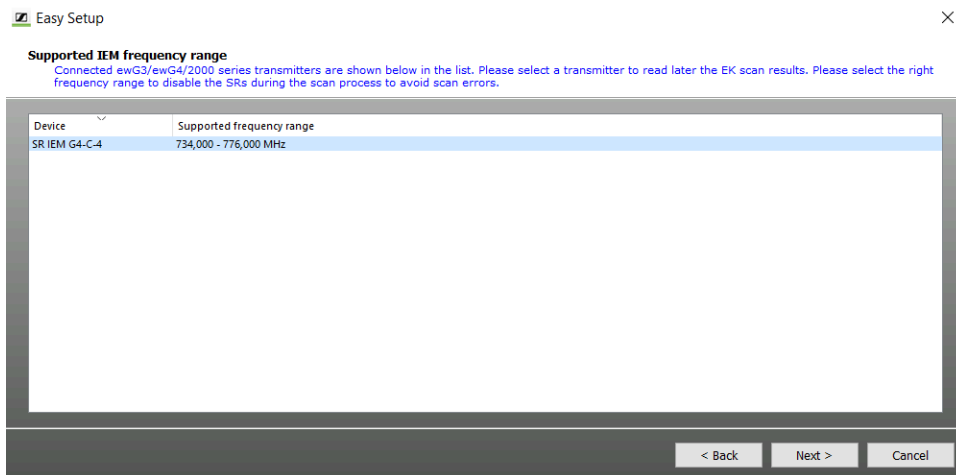 Easy Setup
Supported IEM frequency range
Connected ewG3/ewG4/2000 series transmitters are shown below in the list. Please select a transmitter to read later the EK scan results. Please select the right
frequency range to disable the SRs during the scan process to avoid scan errors.
Device Supported frequency range
SR IEM G4-C-4 734,000 - 776,000 MHz
< Back Next > Cancel